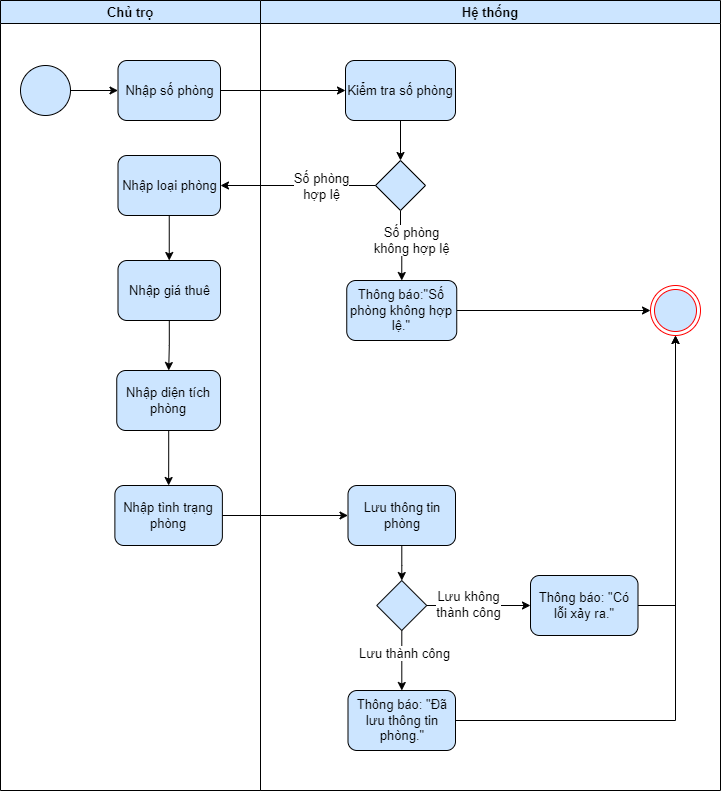 Chủ trọ
Hệ thống
Nhập số phòng
Kiểm tra số phòng
Số phòng
hợp lệ
Nhập loại phòng
Số phòng
không hợp lệ
Nhập giá thuê
Thông báo:"Số
phòng không hợp
lệ."
Nhập diện tích
phòng
Nhập tình trạng
phòng
Lưu thông tin
phòng
Lưu không
thành công
Thông báo: "Có
lỗi xảy ra."
Lưu thành công
Thông báo: "Đã
lưu thông tin
phòng."